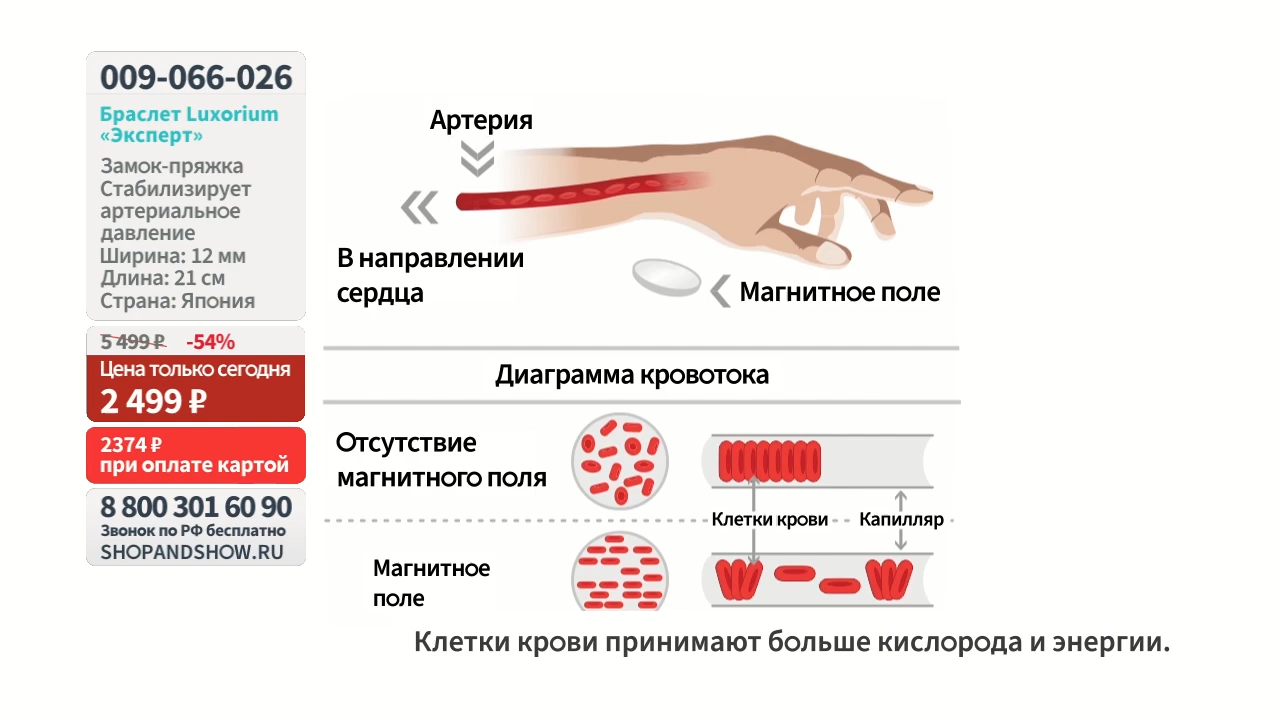 009-066-026
Браслет Luxorium
«Эксперт»
Замок-пряжка
Стабилизирует
артериальное
давление
Ширина: 12 мм
Длина: 21 см
Страна: Япония
5 499 ₽ -54%
Цена только сегодня
2 499 ₽
2374 ₽
при оплате картой
8 800 301 60 90
Звонок по РФ бесплатно
SHOPANDSHOW.RU
Артерия
В направлении
сердца
Магнитное поле
Диаграмма кровотока
Отсутствие
магнитного поля
Клетки крови
Капилляр
Магнитное
поле
Клетки крови принимают больше кислорода и энергии.